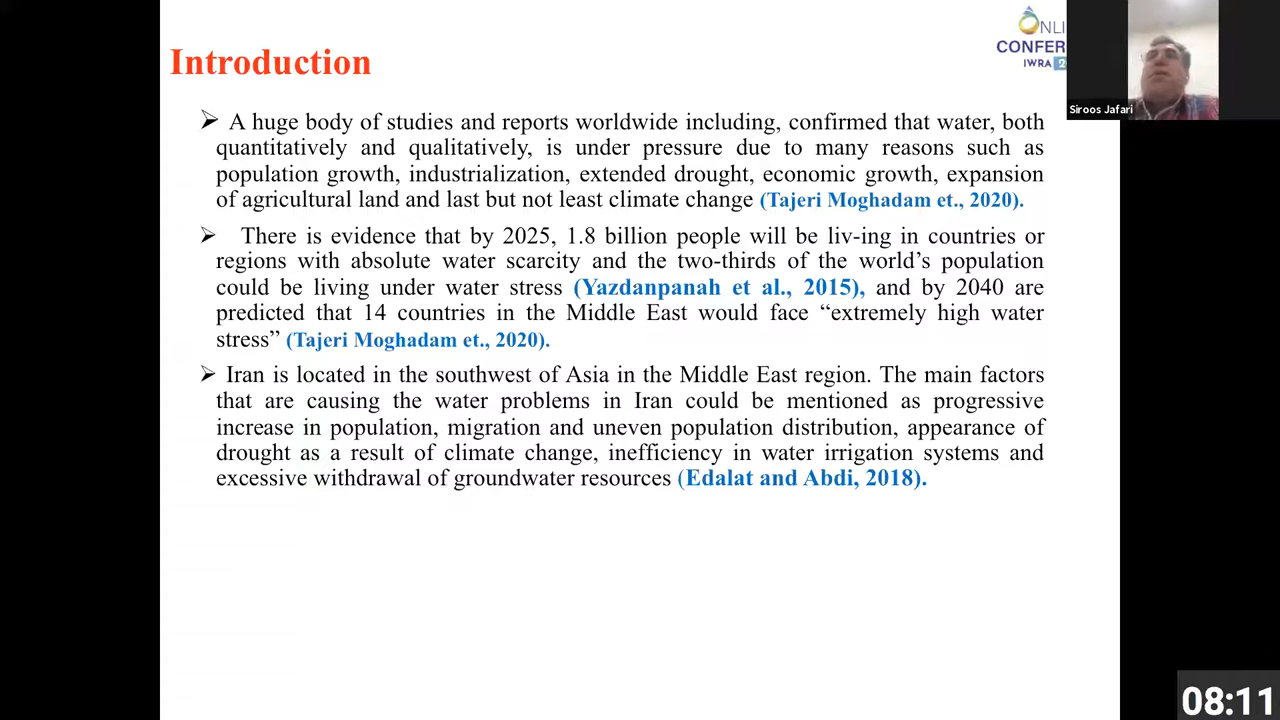 Introduction
NLI
CONFER
IWRA 2
Siroos Jafari
➢ A huge body of studies and reports worldwide including, confirmed that water, both
quantitatively and qualitatively, is under pressure due to many reasons such as
population growth, industrialization, extended drought, economic growth, expansion
of agricultural land and last but not least climate change (Tajeri Moghadam et., 2020).
➢ There is evidence that by 2025, 1.8 billion people will be liv-ing in countries or
regions with absolute water scarcity and the two-thirds of the world’s population
could be living under water stress (Yazdanpanah et al., 2015), and by 2040 are
predicted that 14 countries in the Middle East would face “extremely high water
stress” (Tajeri Moghadam et., 2020).
➢ Iran is located in the southwest of Asia in the Middle East region. The main factors
that are causing the water problems in Iran could be mentioned as progressive
increase in population, migration and uneven population distribution, appearance of
drought as a result of climate change, inefficiency in water irrigation systems and
excessive withdrawal of groundwater resources (Edalat and Abdi, 2018).
08:11